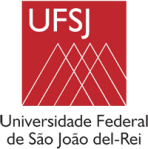 UFSJ
Universidade Federal
de São João del-Rei